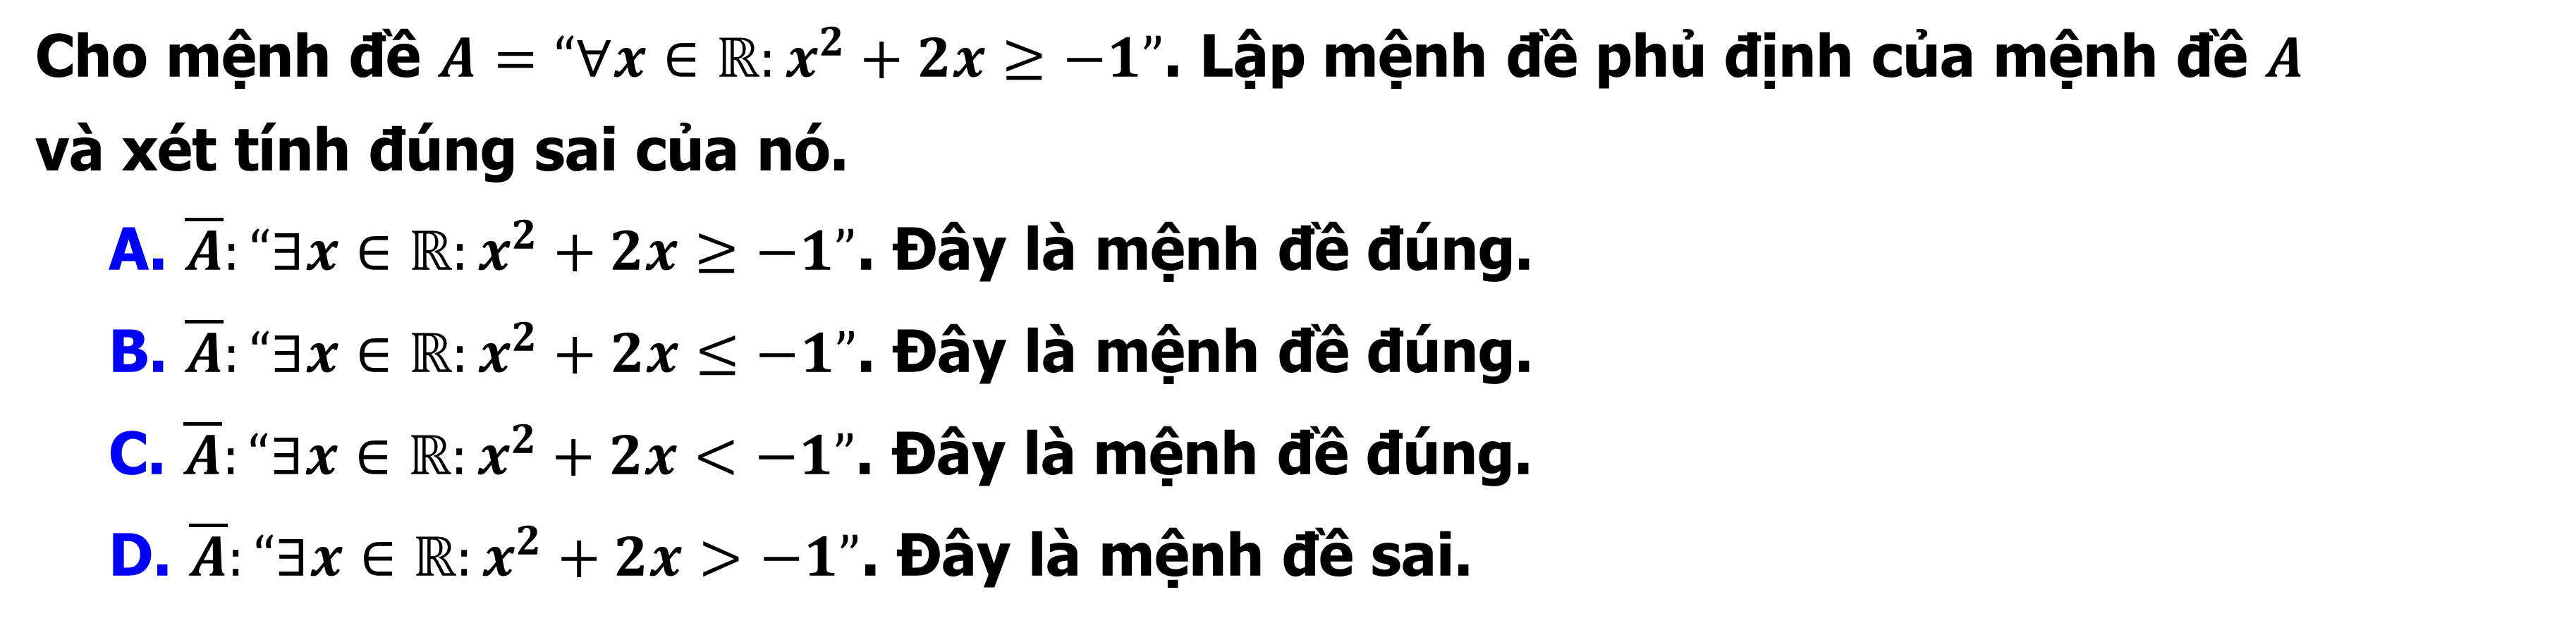 Cho mệnh đề A = “∀x ∈ ℝ: x² + 2x ≥ −1”. Lập mệnh đề phủ định của mệnh đề A
và xét tính đúng sai của nó.
A. A̅: “∃x ∈ ℝ: x² + 2x ≥ −1”. Đây là mệnh đề đúng.
B. A̅: “∃x ∈ ℝ: x² + 2x ≤ −1”. Đây là mệnh đề đúng.
C. A̅: “∃x ∈ ℝ: x² + 2x < −1”. Đây là mệnh đề đúng.
D. A̅: “∃x ∈ ℝ: x² + 2x > −1”. Đây là mệnh đề sai.